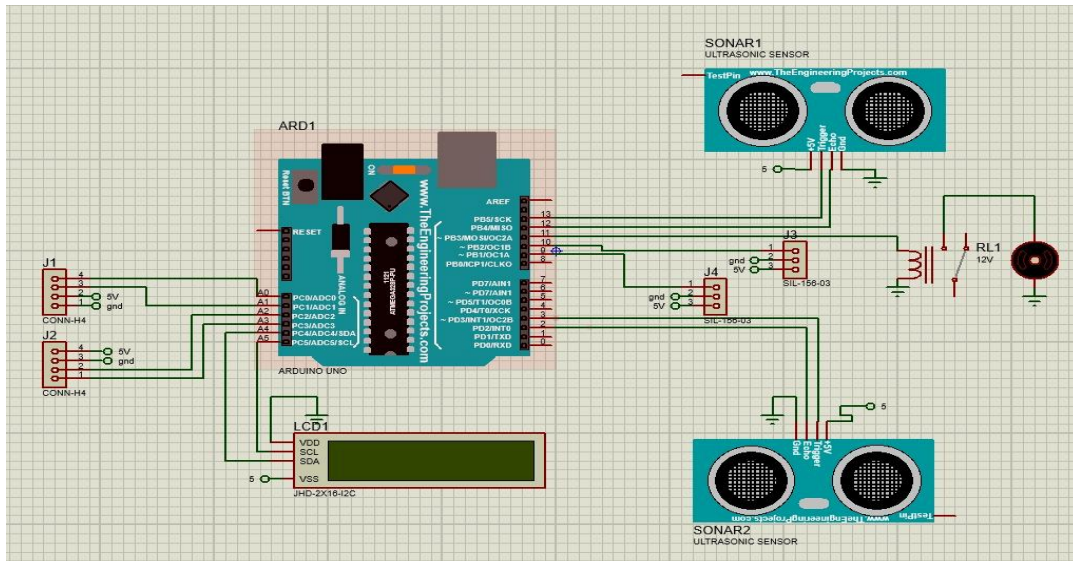 SONAR1
ULTRASONIC SENSOR
TestPin
www.TheEngineeringProjects.com
+5V
Trigger
Echo
Gnd
5
ARD1
Reset BTN
ON
www.TheEngineeringProjects.com
AREF
RESET
PB5/SCK 13
PB4/MISO 12
~ PB3/MOSI/OC2A 11
~ PB2/OC1B 10
~ PB1/OC1A 9
PB0/ICP1/CLKO 8
PD7/AIN1 7
~ PD6/AIN1 6
~ PD5/T1/OC0B 5
PD4/T0/XCK 4
~ PD3/INT1/OC2B 3
PD2/INT0 2
PD1/TXD 1
PD0/RXD 0
ANALOG IN
A0 PC0/ADC0
A1 PC1/ADC1
A2 PC2/ADC2
A3 PC3/ADC3
A4 PC4/ADC4/SDA
A5 PC5/ADC5/SCL
1121
ATMEGA328P-PU
ARDUINO UNO
J1
4
3
2 5V
1 gnd
CONN-H4
J2
4 5V
3 gnd
2
1
CONN-H4
J3
1
gnd 2
5V 3
SIL-156-03
J4
1
gnd 2
5V 3
SIL-156-03
RL1
12V
LCD1
VDD
SCL
SDA
5 VSS
JHD-2X16-I2C
5
Gnd
Echo
Trigger
+5V
www.TheEngineeringProjects.com
TestPin
SONAR2
ULTRASONIC SENSOR